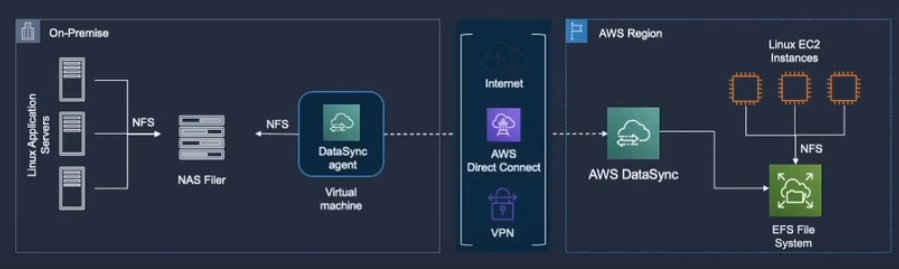 On-Premise
Linux Application
Servers
NFS
NAS Filer
NFS
DataSync
agent
Virtual
machine
Internet
AWS
Direct Connect
VPN
AWS Region
AWS DataSync
Linux EC2
Instances
NFS
EFS File
System